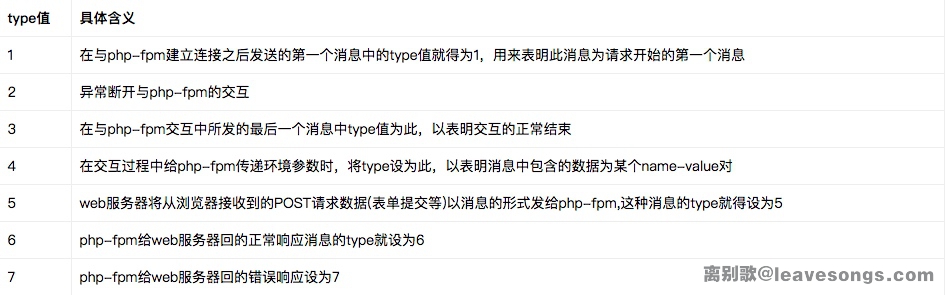 type值 具体含义
1 在与php-fpm建立连接之后发送的第一个消息中的type值就得为1，用来表明此消息为请求开始的第一个消息
2 异常断开与php-fpm的交互
3 在与php-fpm交互中所发的最后一个消息中type值为此，以表明交互的正常结束
4 在交互过程中给php-fpm传递环境参数时，将type设为此，以表明消息中包含的数据为某个name-value对
5 web服务器将从浏览器接收到的POST请求数据(表单提交等)以消息的形式发给php-fpm,这种消息的type就得设为5
6 php-fpm给web服务器回的正常响应消息的type就设为6
7 php-fpm给web服务器回的错误响应设为7
离别歌@leavesongs.com